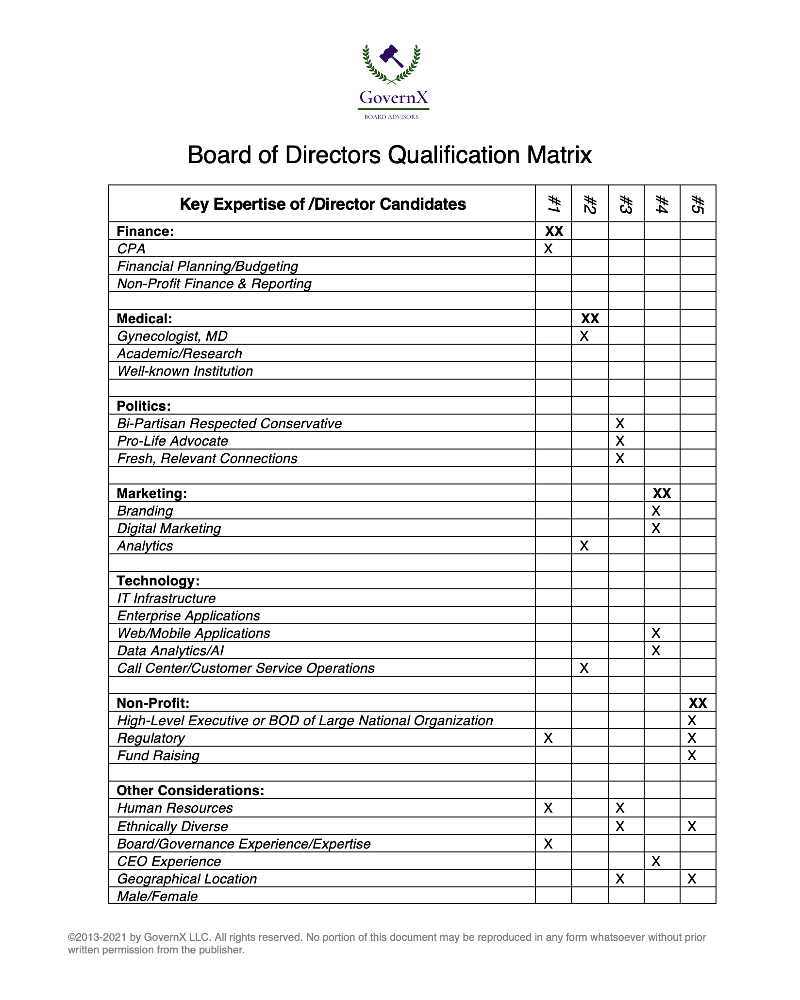 GovernX
BOARD ADVISORS
Board of Directors Qualification Matrix
Key Expertise of /Director Candidates #1 #2 #3 #4 #5
Finance: XX
CPA X
Financial Planning/Budgeting
Non-Profit Finance & Reporting
Medical: XX
Gynecologist, MD X
Academic/Research
Well-known Institution
Politics:
Bi-Partisan Respected Conservative X
Pro-Life Advocate X
Fresh, Relevant Connections X
Marketing: XX
Branding X
Digital Marketing X
Analytics X
Technology:
IT Infrastructure
Enterprise Applications
Web/Mobile Applications X
Data Analytics/AI X
Call Center/Customer Service Operations X
Non-Profit: XX
High-Level Executive or BOD of Large National Organization X
Regulatory X X
Fund Raising X
Other Considerations:
Human Resources X X
Ethnically Diverse X X
Board/Governance Experience/Expertise X
CEO Experience X
Geographical Location X X
Male/Female
©2013-2021 by GovernX LLC. All rights reserved. No portion of this document may be reproduced in any form whatsoever without prior
written permission from the publisher.